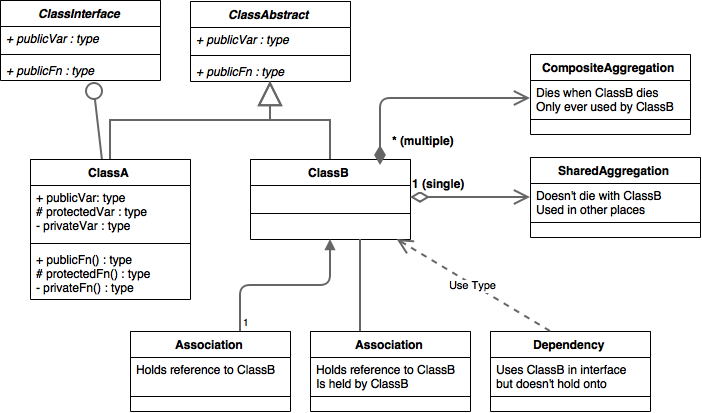 ClassInterface
+ publicVar : type
+ publicFn : type
ClassAbstract
+ publicVar : type
+ publicFn : type
CompositeAggregation
Dies when ClassB dies
Only ever used by ClassB
* (multiple)
ClassA
+ publicVar: type
# protectedVar : type
- privateVar : type
+ publicFn() : type
# protectedFn() : type
- privateFn() : type
ClassB
1 (single)
SharedAggregation
Doesn't die with ClassB
Used in other places
Use Type
1
Association
Holds reference to ClassB
Association
Holds reference to ClassB
Is held by ClassB
Dependency
Uses ClassB in interface
but doesn't hold onto